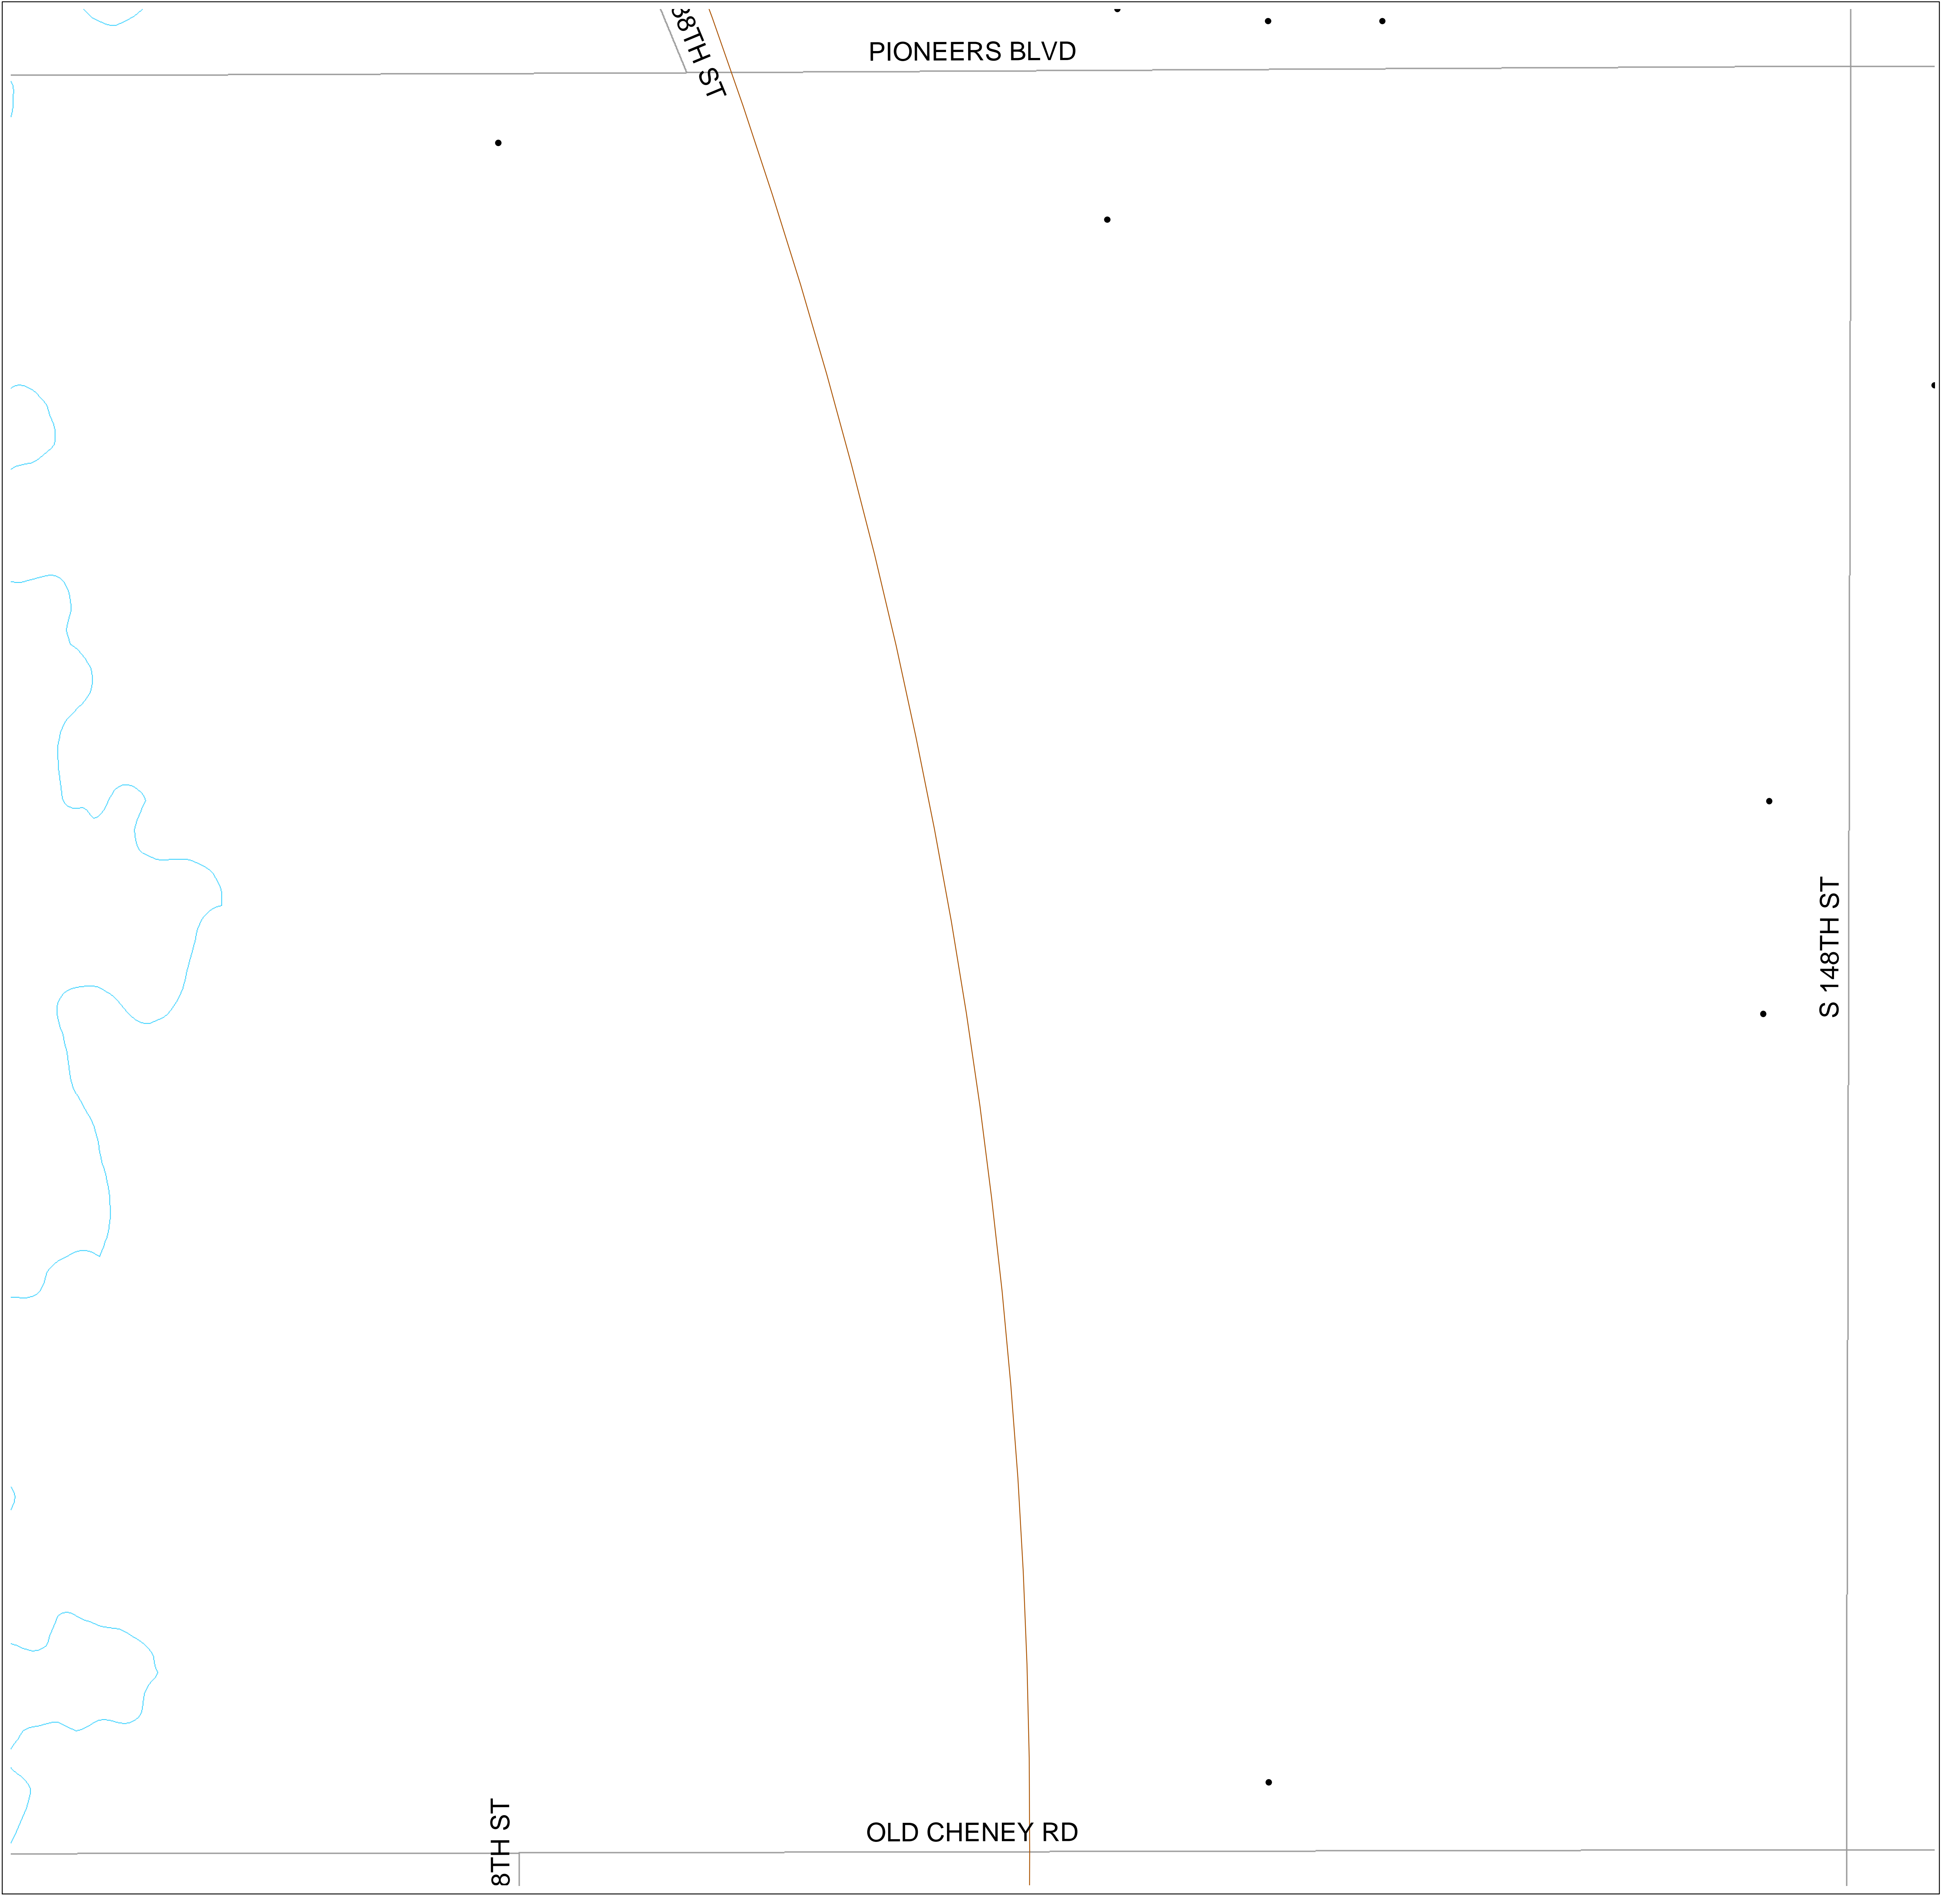 38TH ST
PIONEERS BLVD
S 148TH ST
8TH ST
OLD CHENEY RD